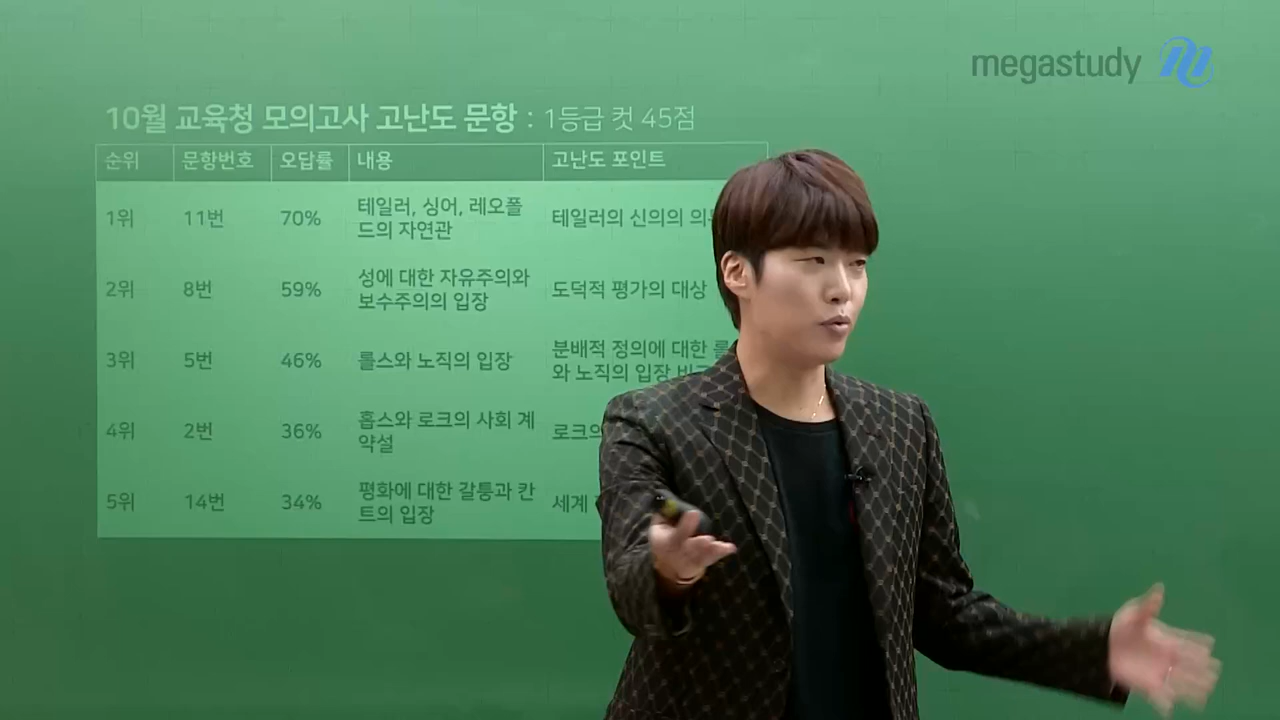 megastudy
10월 교육청 모의고사 고난도 문항 : 1등급 컷 45점
순위 문항번호 오답률 내용 고난도 포인트
1위 11번 70% 테일러, 싱어, 레오폴
드의 자연관 테일러의 신의의
2위 8번 59% 성에 대한 자유주의와
보수주의의 입장 도덕적 평가의 대상
3위 5번 46% 롤스와 노직의 입장 분배적 정의에 대한
와 노직의 입장
4위 2번 36% 홉스와 로크의 사회 계
약설
5위 14번 34% 평화에 대한 갈퉁과 칸
트의 입장 세계